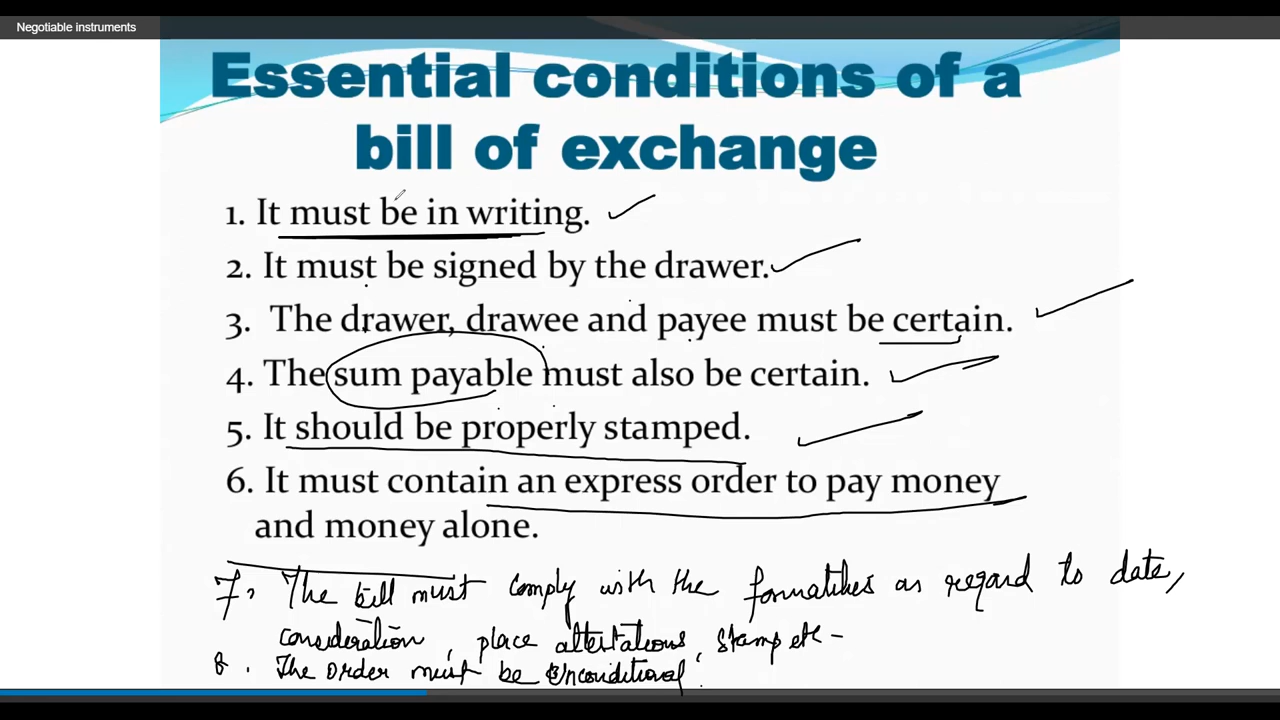 Negotiable instruments
Essential conditions of a
bill of exchange
1. It must be in writing.
2. It must be signed by the drawer.
3. The drawer, drawee and payee must be certain.
4. The sum payable must also be certain.
5. It should be properly stamped.
6. It must contain an express order to pay money
and money alone.
7. The bill must comply with the as regard to date,
consideration, place, stamp etc -
8. The order must be unconditional.